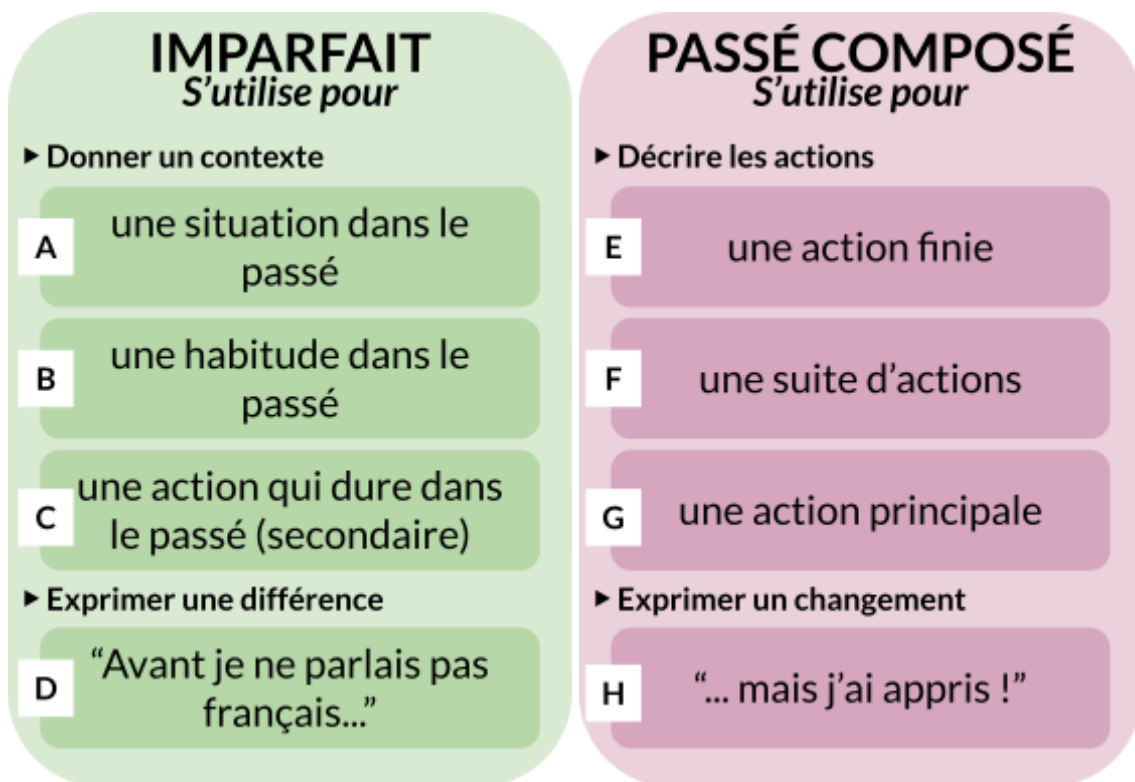 IMPARFAIT
S'utilise pour
▶ Donner un contexte
A
une situation dans le
passé
B
une habitude dans le
passé
C
une action qui dure dans
le passé (secondaire)
▶ Exprimer une différence
D
“Avant je ne parlais pas
français...”
PASSÉ COMPOSÉ
S'utilise pour
▶ Décrire les actions
E
une action finie
F
une suite d’actions
G
une action principale
▶ Exprimer un changement
H
“... mais j’ai appris !”